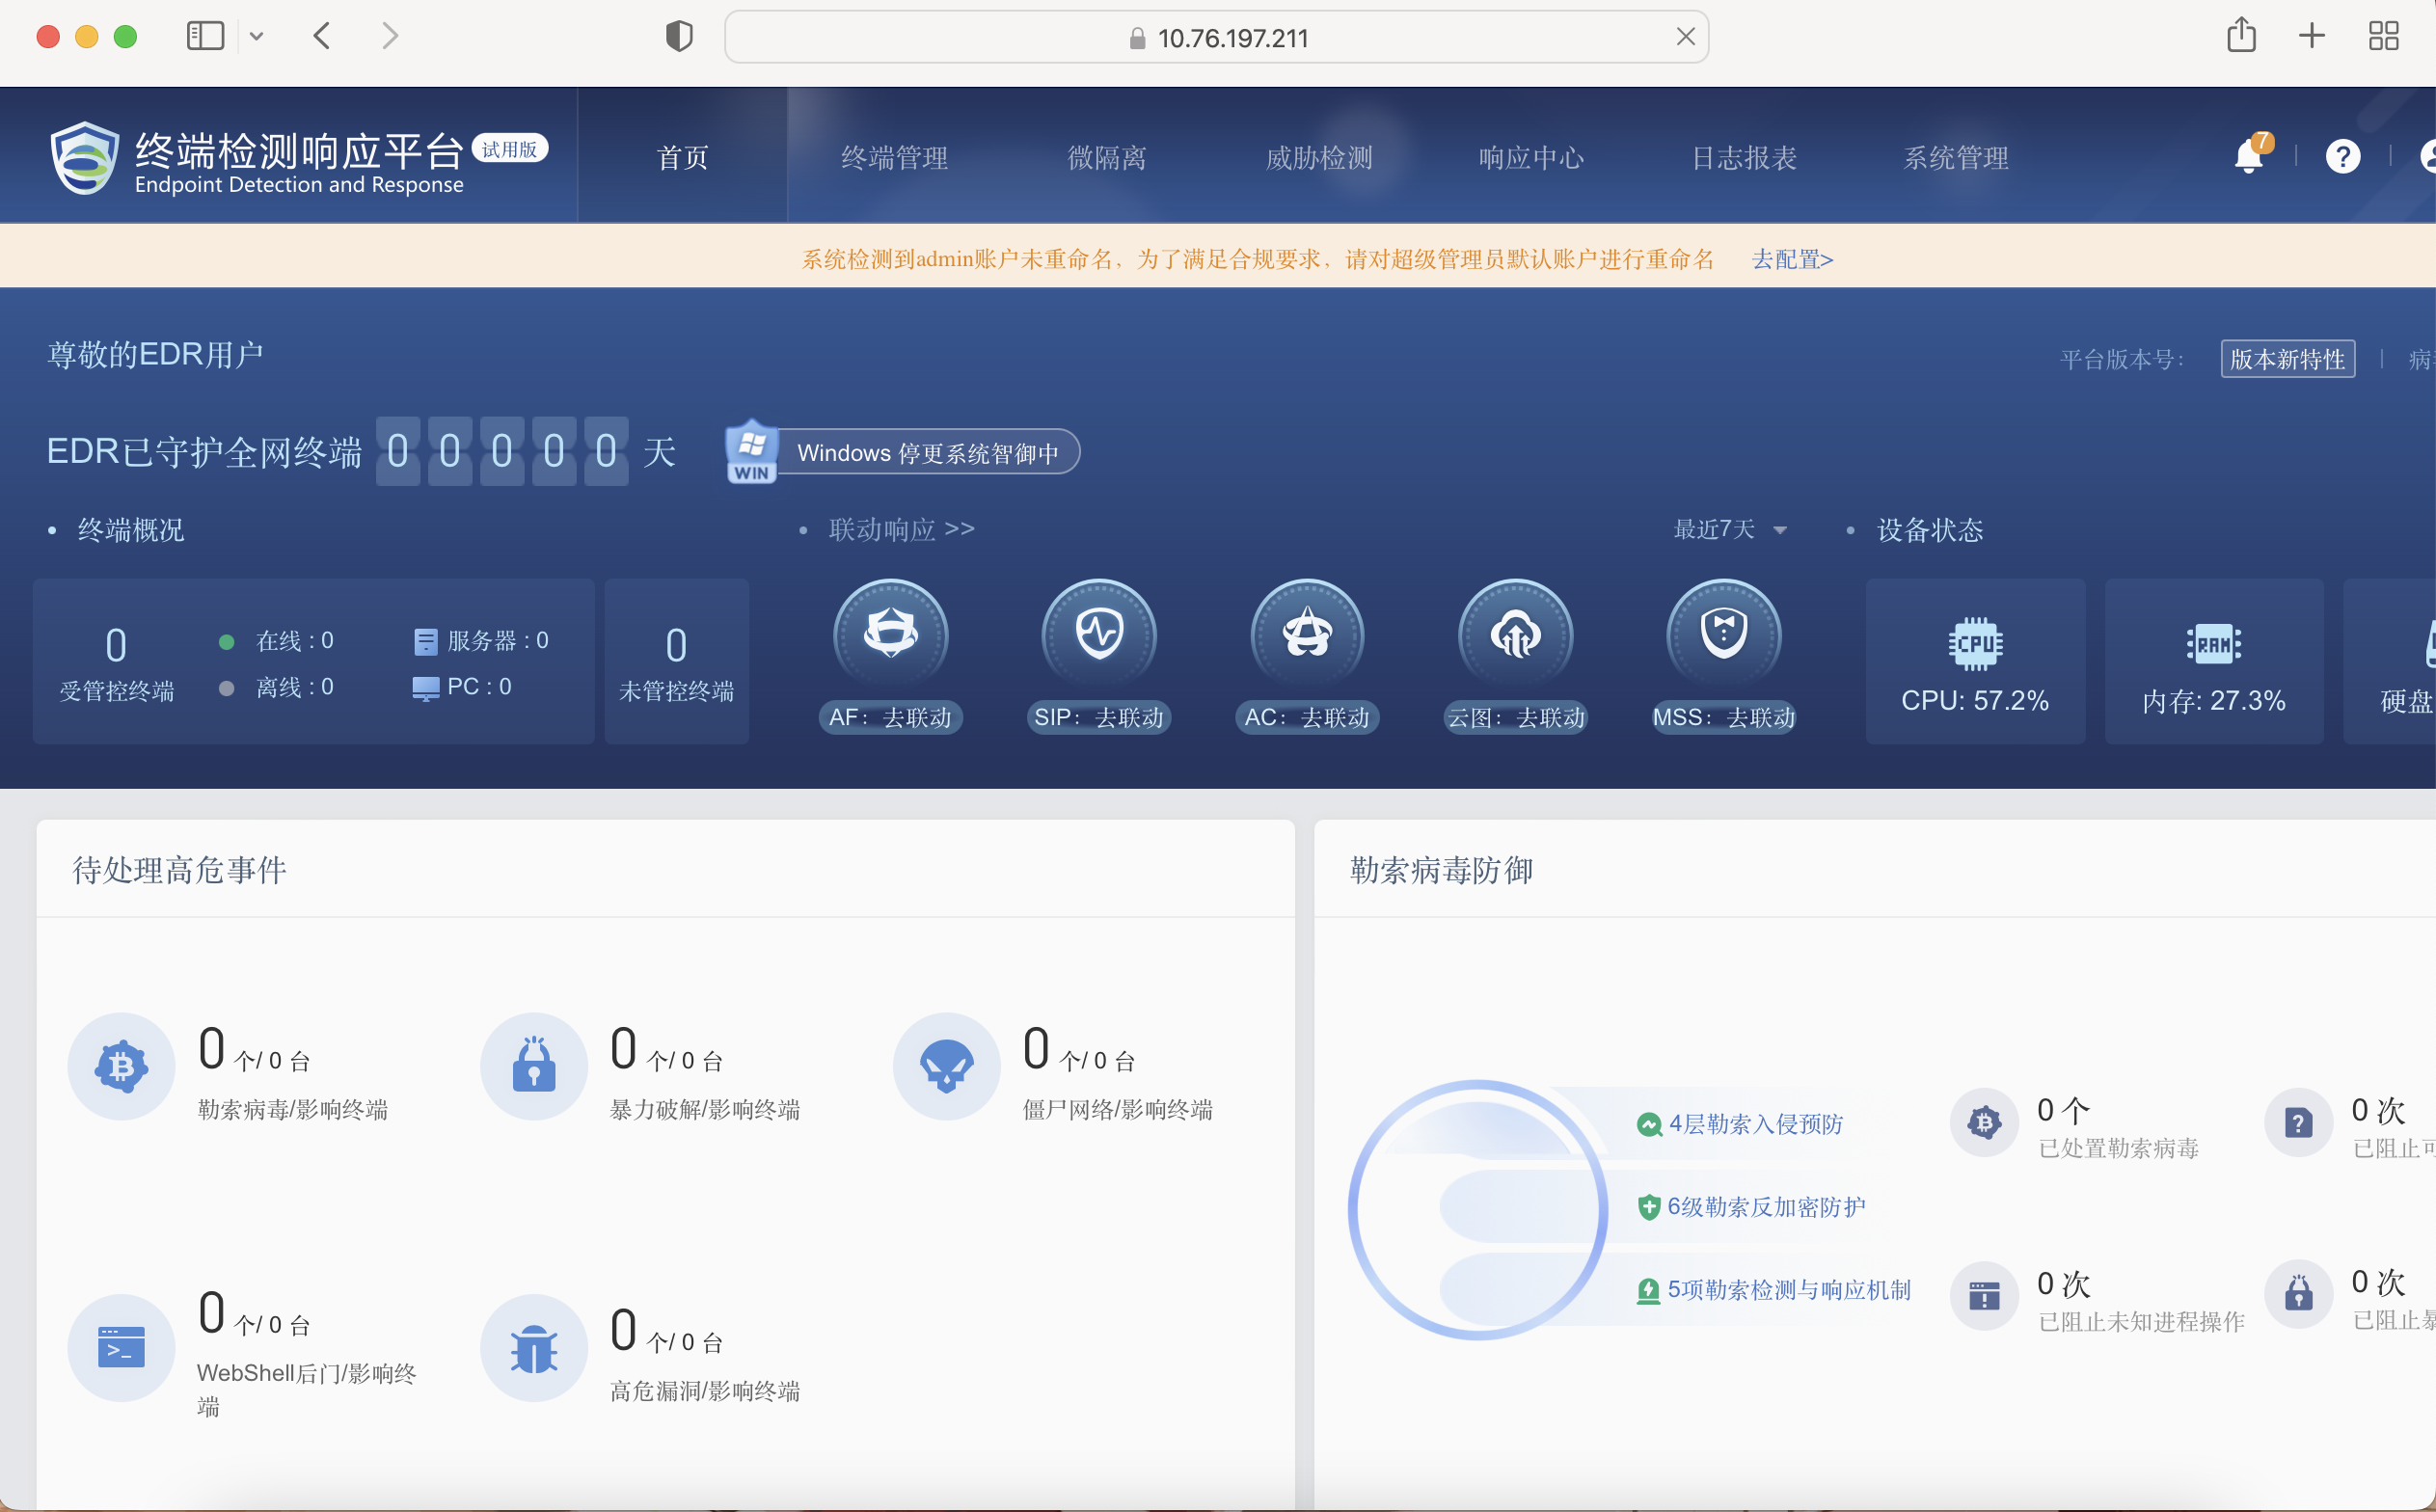 10.76.197.211
终端检测响应平台 试用版
Endpoint Detection and Response
首页 终端管理 微隔离 威胁检测 响应中心 日志报表 系统管理 7
系统检测到admin账户未重命名，为了满足合规要求，请对超级管理员默认账户进行重命名 去配置>
尊敬的EDR用户
平台版本号： 版本新特性
EDR已守护全网终端 0 0 0 0 0 天
WIN
Windows 停更系统智御中
终端概况
联动响应 >>
最近7天
设备状态
0
受管控终端
在线：0
服务器：0
离线：0
PC：0
0
未管控终端
AF：去联动
SIP：去联动
AC：去联动
云图：去联动
MSS：去联动
CPU
CPU: 57.2%
RAM
内存: 27.3%
硬盘
待处理高危事件
0 个/ 0 台
勒索病毒/影响终端
0 个/ 0 台
暴力破解/影响终端
0 个/ 0 台
僵尸网络/影响终端
0 个/ 0 台
WebShell后门/影响终
端
0 个/ 0 台
高危漏洞/影响终端
勒索病毒防御
4层勒索入侵预防
6级勒索反加密防护
5项勒索检测与响应机制
0 个
已处置勒索病毒
0 次
已阻止可
0 次
已阻止未知进程操作
0 次
已阻止暴